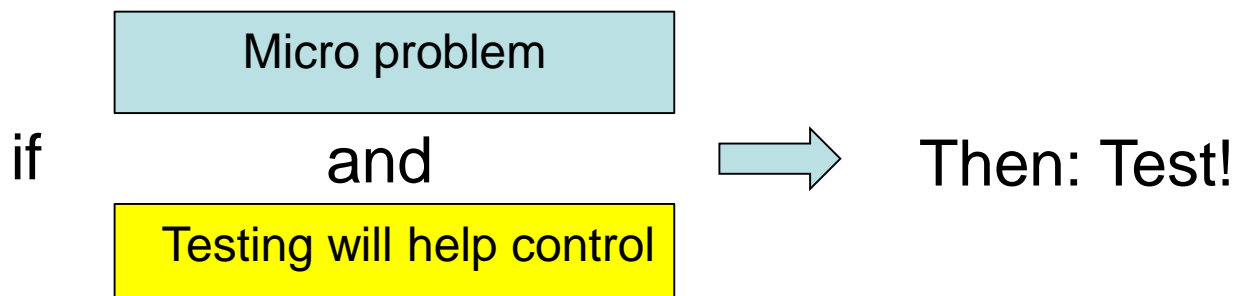 Micro problem
if and Then: Test!
Testing will help control